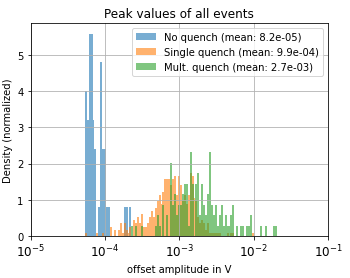 Peak values of all events
No quench (mean: 8.2e-05)
Single quench (mean: 9.9e-04)
Mult. quench (mean: 2.7e-03)
Density (normalized)
5
4
3
2
1
0
10⁻⁵ 10⁻⁴ 10⁻³ 10⁻² 10⁻¹
offset amplitude in V